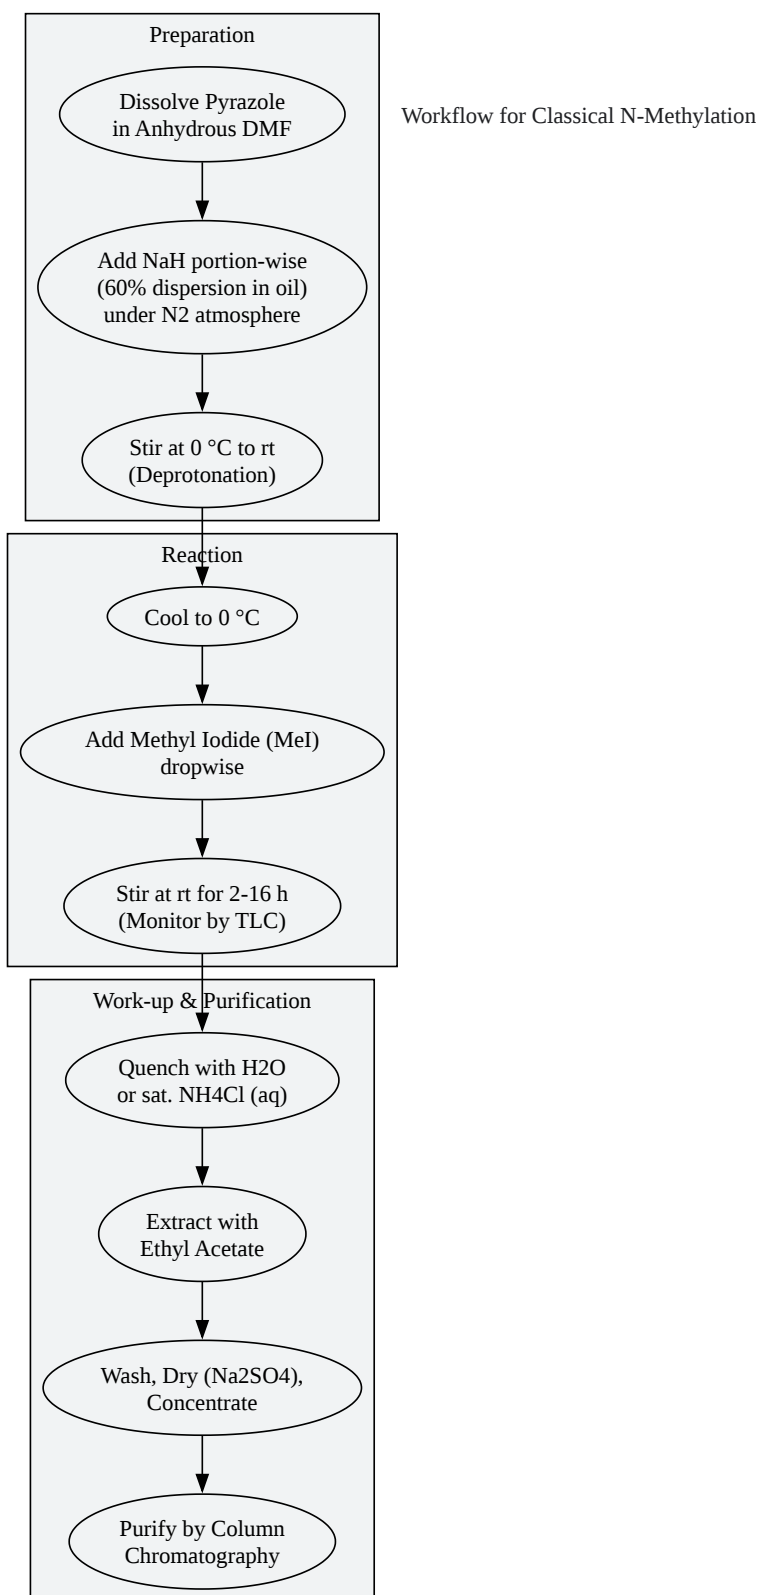 Preparation
Dissolve Pyrazole
in Anhydrous DMF
Workflow for Classical N-Methylation
Add NaH portion-wise
(60% dispersion in oil)
under N2 atmosphere
Stir at 0 °C to rt
(Deprotonation)
Reaction
Cool to 0 °C
Add Methyl Iodide (MeI)
dropwise
Stir at rt for 2-16 h
(Monitor by TLC)
Work-up & Purification
Quench with H2O
or sat. NH4Cl (aq)
Extract with
Ethyl Acetate
Wash, Dry (Na2SO4),
Concentrate
Purify by Column
Chromatography